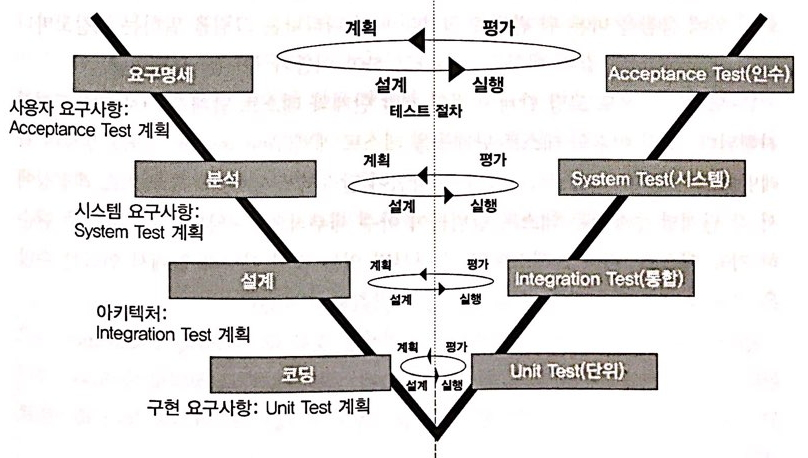 계획 평가
요구명세 Acceptance Test(인수)
설계 실행
사용자 요구사항:
Acceptance Test 계획
테스트 절차
계획 평가
분석 System Test(시스템)
설계 실행
시스템 요구사항:
System Test 계획
계획 평가
설계 Integration Test(통합)
설계 실행
아키텍처:
Integration Test 계획
계획 평가
코딩 Unit Test(단위)
설계 실행
구현 요구사항: Unit Test 계획